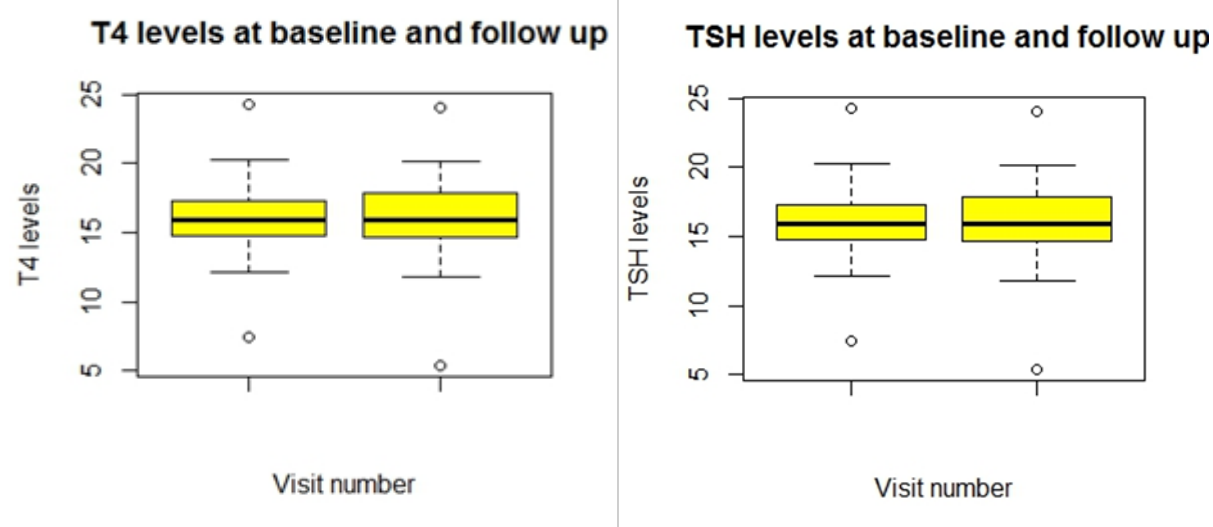 T4 levels at baseline and follow up
T4 levels
25
20
15
10
5
Visit number
TSH levels at baseline and follow up
TSH levels
25
20
15
10
5
Visit number